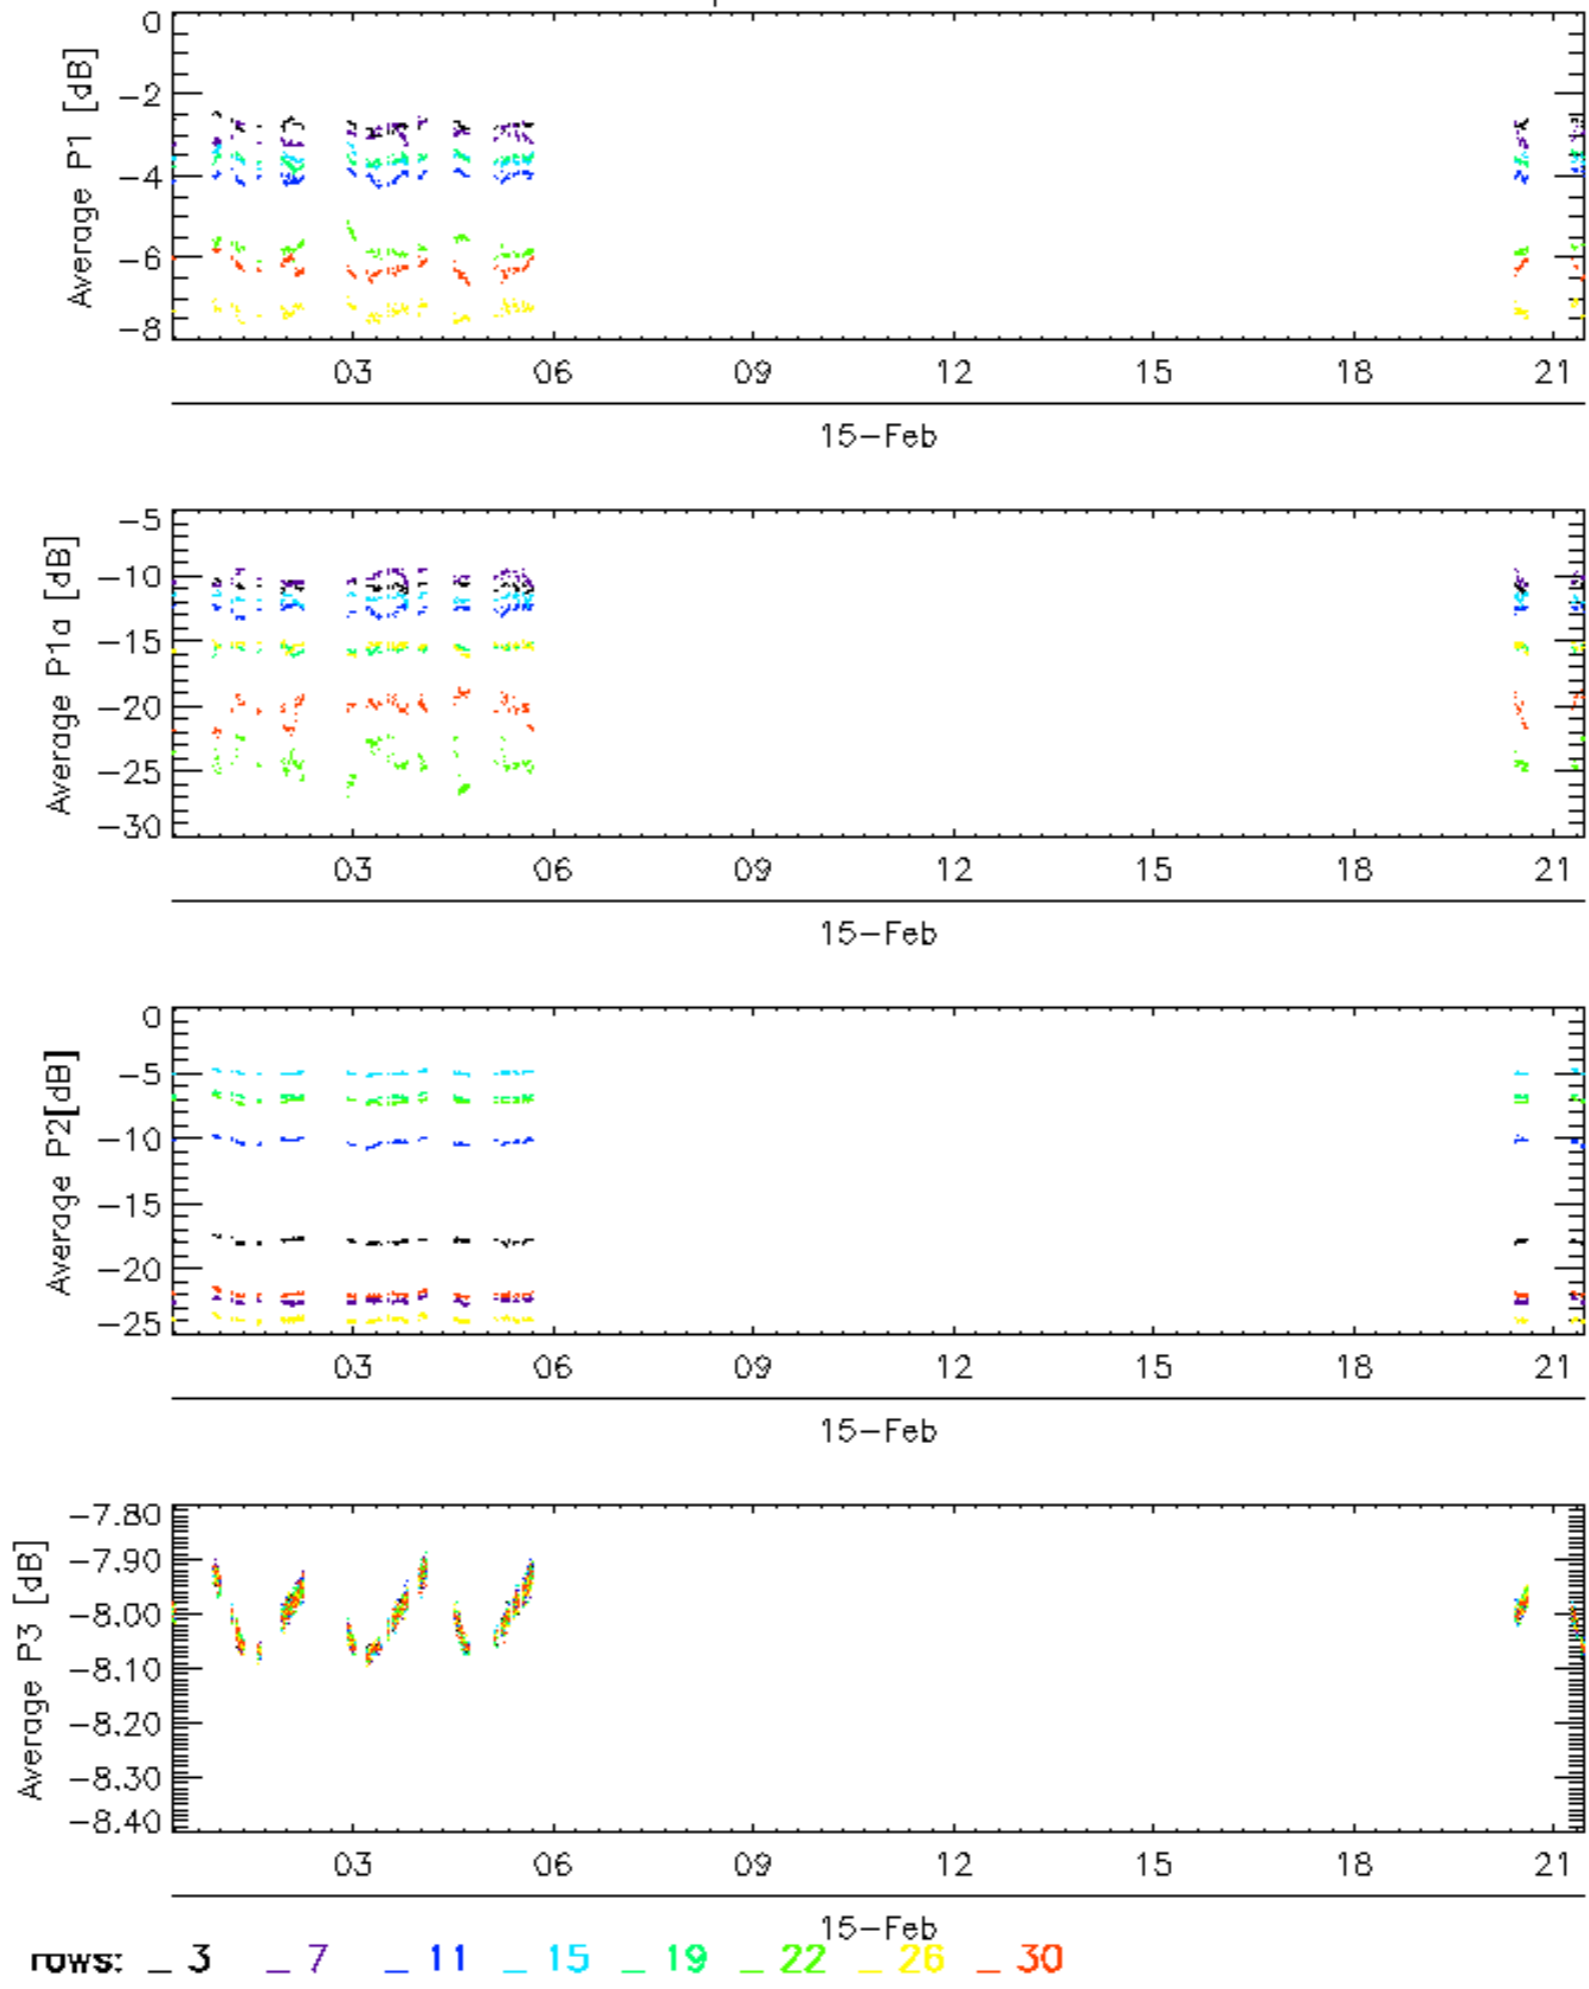 0
-2
-4
-6
-8
Average P1 [dB]
03 06 09 12 15 18 21
15-Feb
-5
-10
-15
-20
-25
-30
Average P1a [dB]
03 06 09 12 15 18 21
15-Feb
0
-5
-10
-15
-20
-25
Average P2[dB]
03 06 09 12 15 18 21
15-Feb
-7.80
-7.90
-8.00
-8.10
-8.20
-8.30
-8.40
Average P3 [dB]
03 06 09 12 15 18 21
15-Feb
rows: _ 3 _ 7 _ 11 _ 15 _ 19 _ 22 _ 26 _ 30